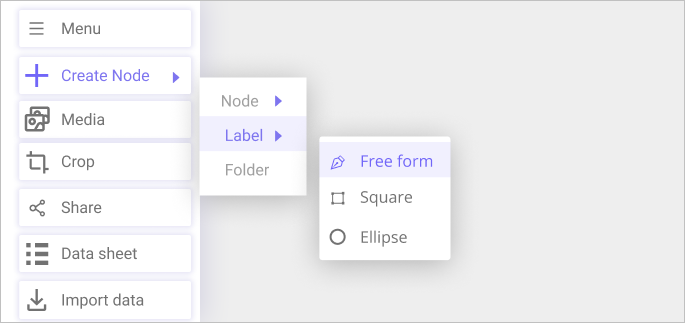 Menu
Create Node
Media
Crop
Share
Data sheet
Import data
Node
Label
Folder
Free form
Square
Ellipse